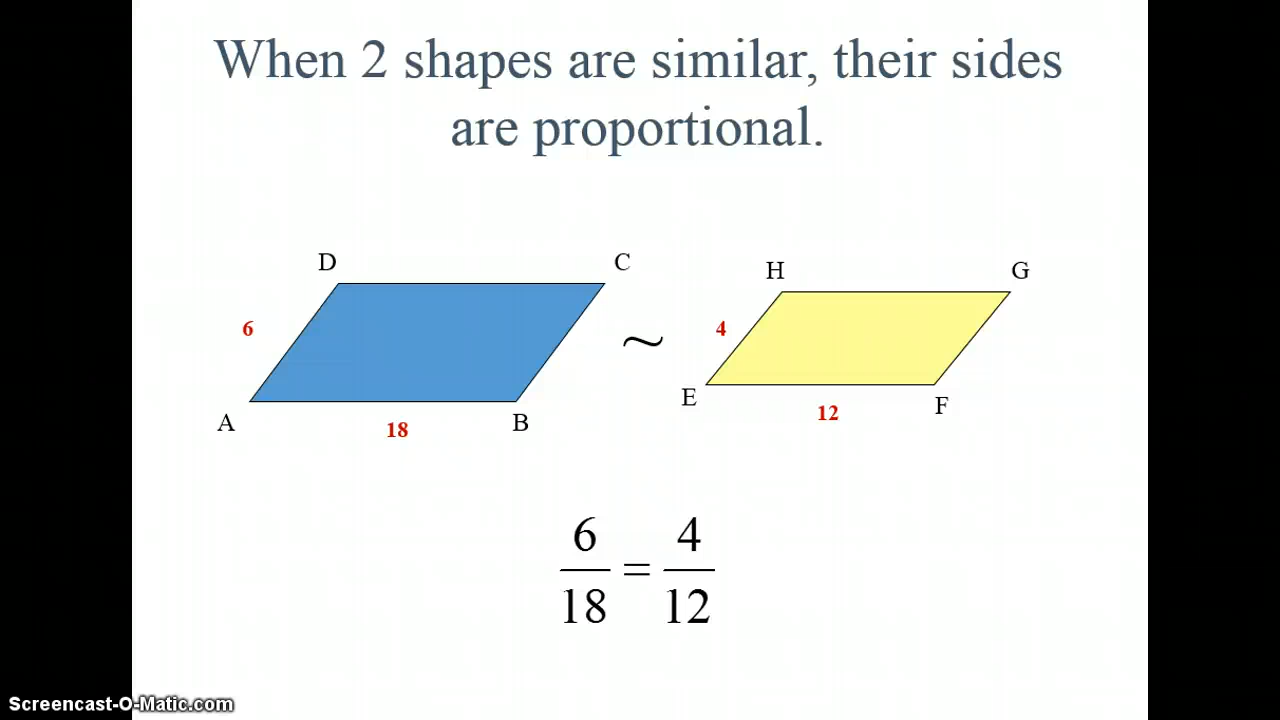 When 2 shapes are similar, their sides
are proportional.
D
C
H
G
6
4
~
A
18
B
E
12
F
6/18 = 4/12
Screencast-O-Matic.com